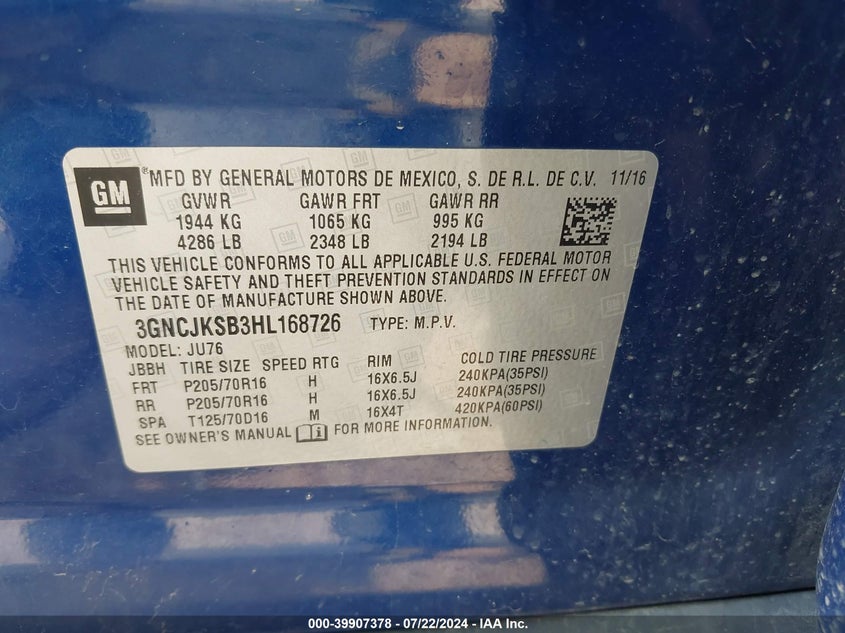 GM ® MFD BY GENERAL MOTORS DE MEXICO, S. DE R.L. DE C.V. 11/16
GVWR GAWR FRT GAWR RR
1944 KG 1065 KG 995 KG
4286 LB 2348 LB 2194 LB
THIS VEHICLE CONFORMS TO ALL APPLICABLE U.S. FEDERAL MOTOR
VEHICLE SAFETY AND THEFT PREVENTION STANDARDS IN EFFECT ON
THE DATE OF MANUFACTURE SHOWN ABOVE.
3GNCJKSB3HL168726 TYPE: M.P.V.
MODEL: JU76
JBBH TIRE SIZE SPEED RTG RIM COLD TIRE PRESSURE
FRT P205/70R16 H 16X6.5J 240KPA(35PSI)
RR P205/70R16 H 16X6.5J 240KPA(35PSI)
SPA T125/70D16 M 16X4T 420KPA(60PSI)
SEE OWNER'S MANUAL FOR MORE INFORMATION.
000-39907378 - 07/22/2024 - IAA Inc.